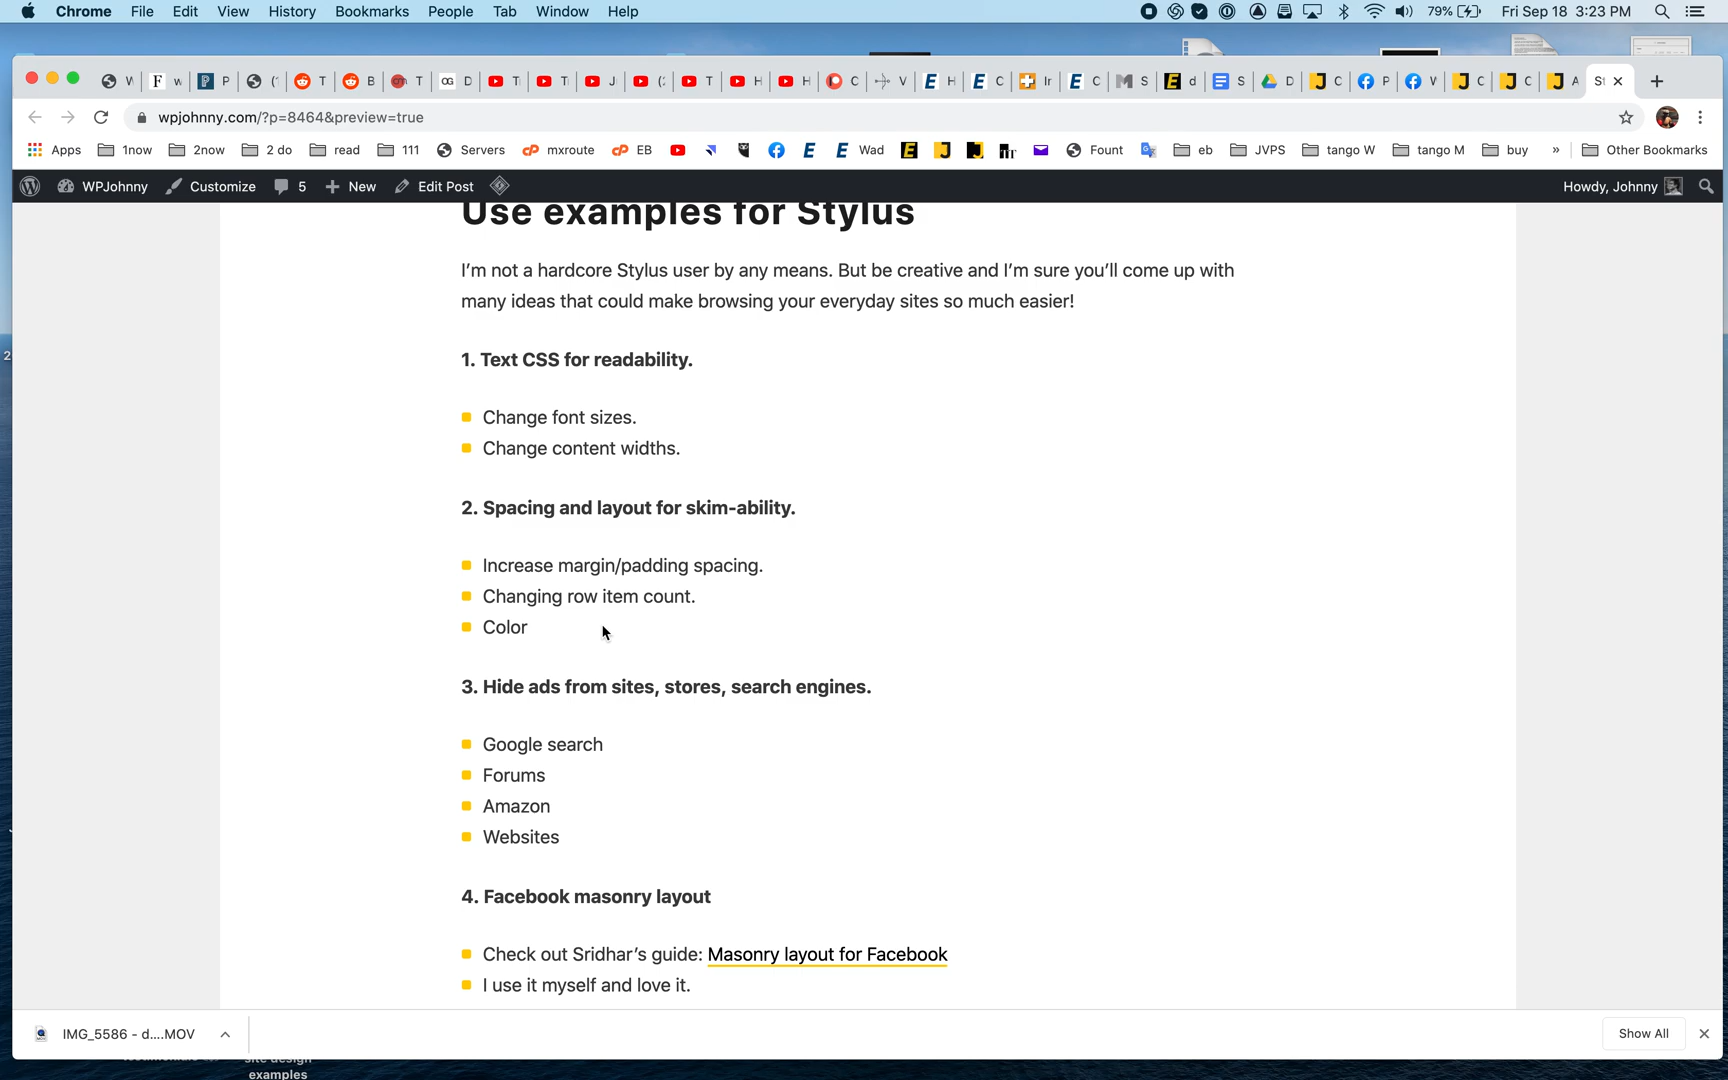 Chrome File Edit View History Bookmarks People Tab Window Help 79% Fri Sep 18 3:23 PM
wpjohnny.com/?p=8464&preview=true
Apps 1now 2now 2 do read 111 Servers mxroute EB Wad Fount eb JVPS tango W tango M buy » Other Bookmarks
WPJohnny Customize 5 New Edit Post Howdy, Johnny
Use examples for Stylus
I'm not a hardcore Stylus user by any means. But be creative and I'm sure you'll come up with
many ideas that could make browsing your everyday sites so much easier!
1. Text CSS for readability.
Change font sizes.
Change content widths.
2. Spacing and layout for skim-ability.
Increase margin/padding spacing.
Changing row item count.
Color
3. Hide ads from sites, stores, search engines.
Google search
Forums
Amazon
Websites
4. Facebook masonry layout
Check out Sridhar's guide: Masonry layout for Facebook
I use it myself and love it.
IMG_5586 - d....MOV Show All
site design
examples